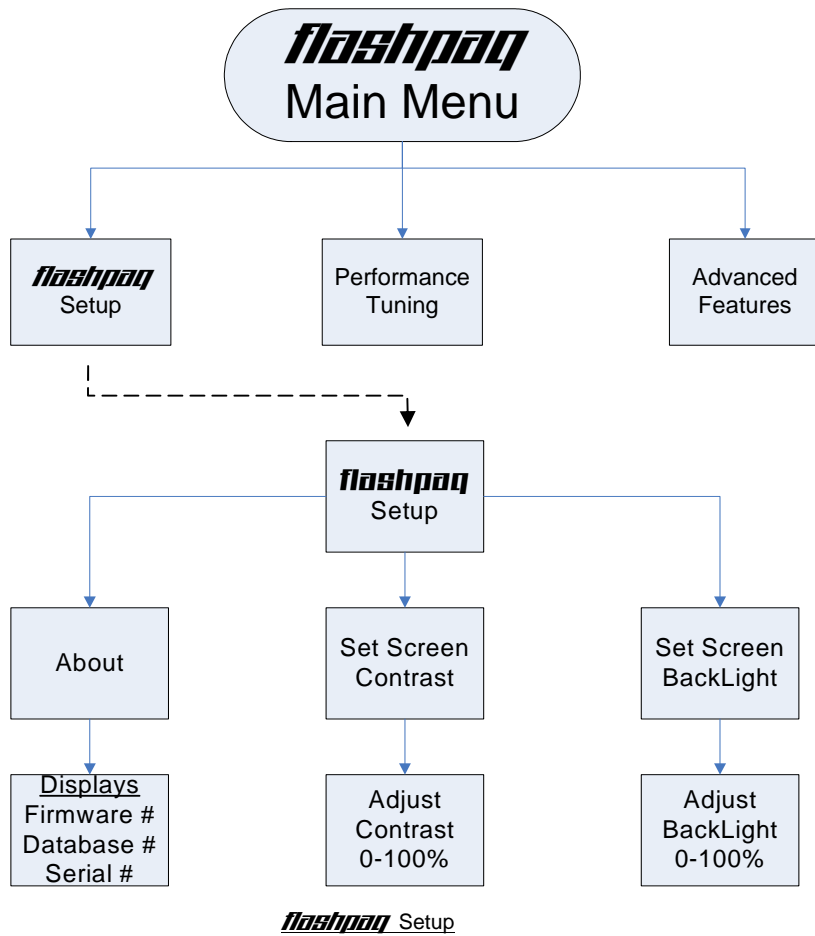 flashpaq
Main Menu
flashpaq
Setup
Performance
Tuning
Advanced
Features
flashpaq
Setup
About
Set Screen
Contrast
Set Screen
BackLight
Displays
Firmware #
Database #
Serial #
Adjust
Contrast
0-100%
Adjust
BackLight
0-100%
flashpaq Setup